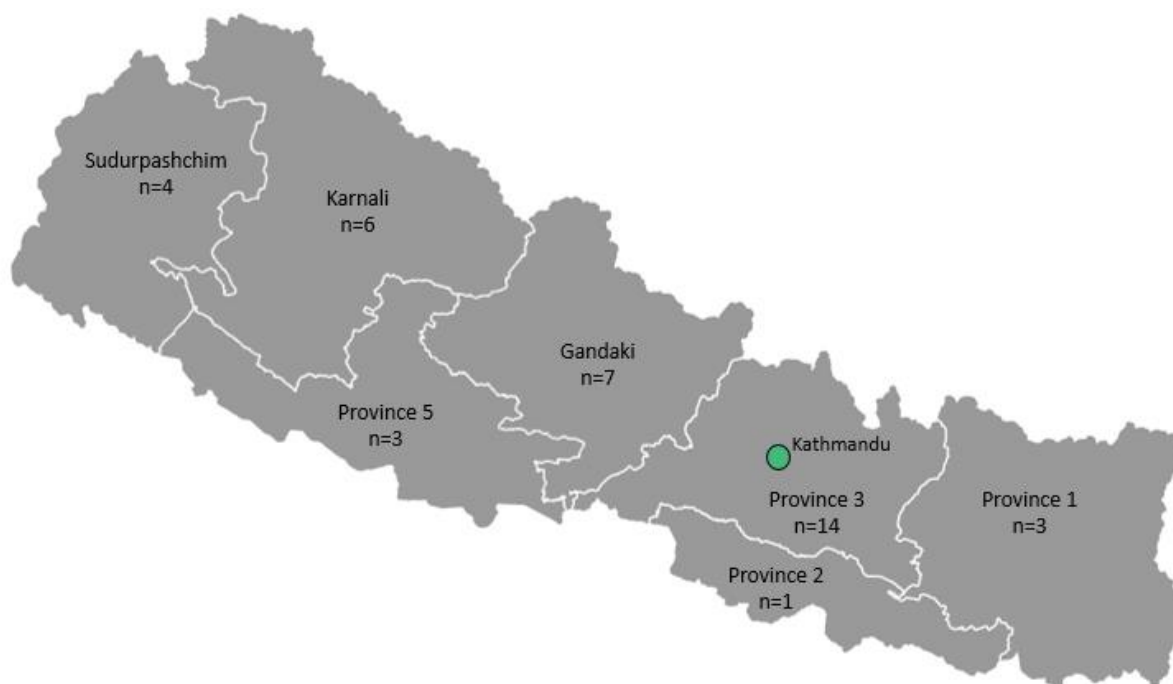 Sudurpashchim
n=4
Karnali
n=6
Gandaki
n=7
Province 5
n=3
Kathmandu
Province 3
n=14
Province 1
n=3
Province 2
n=1